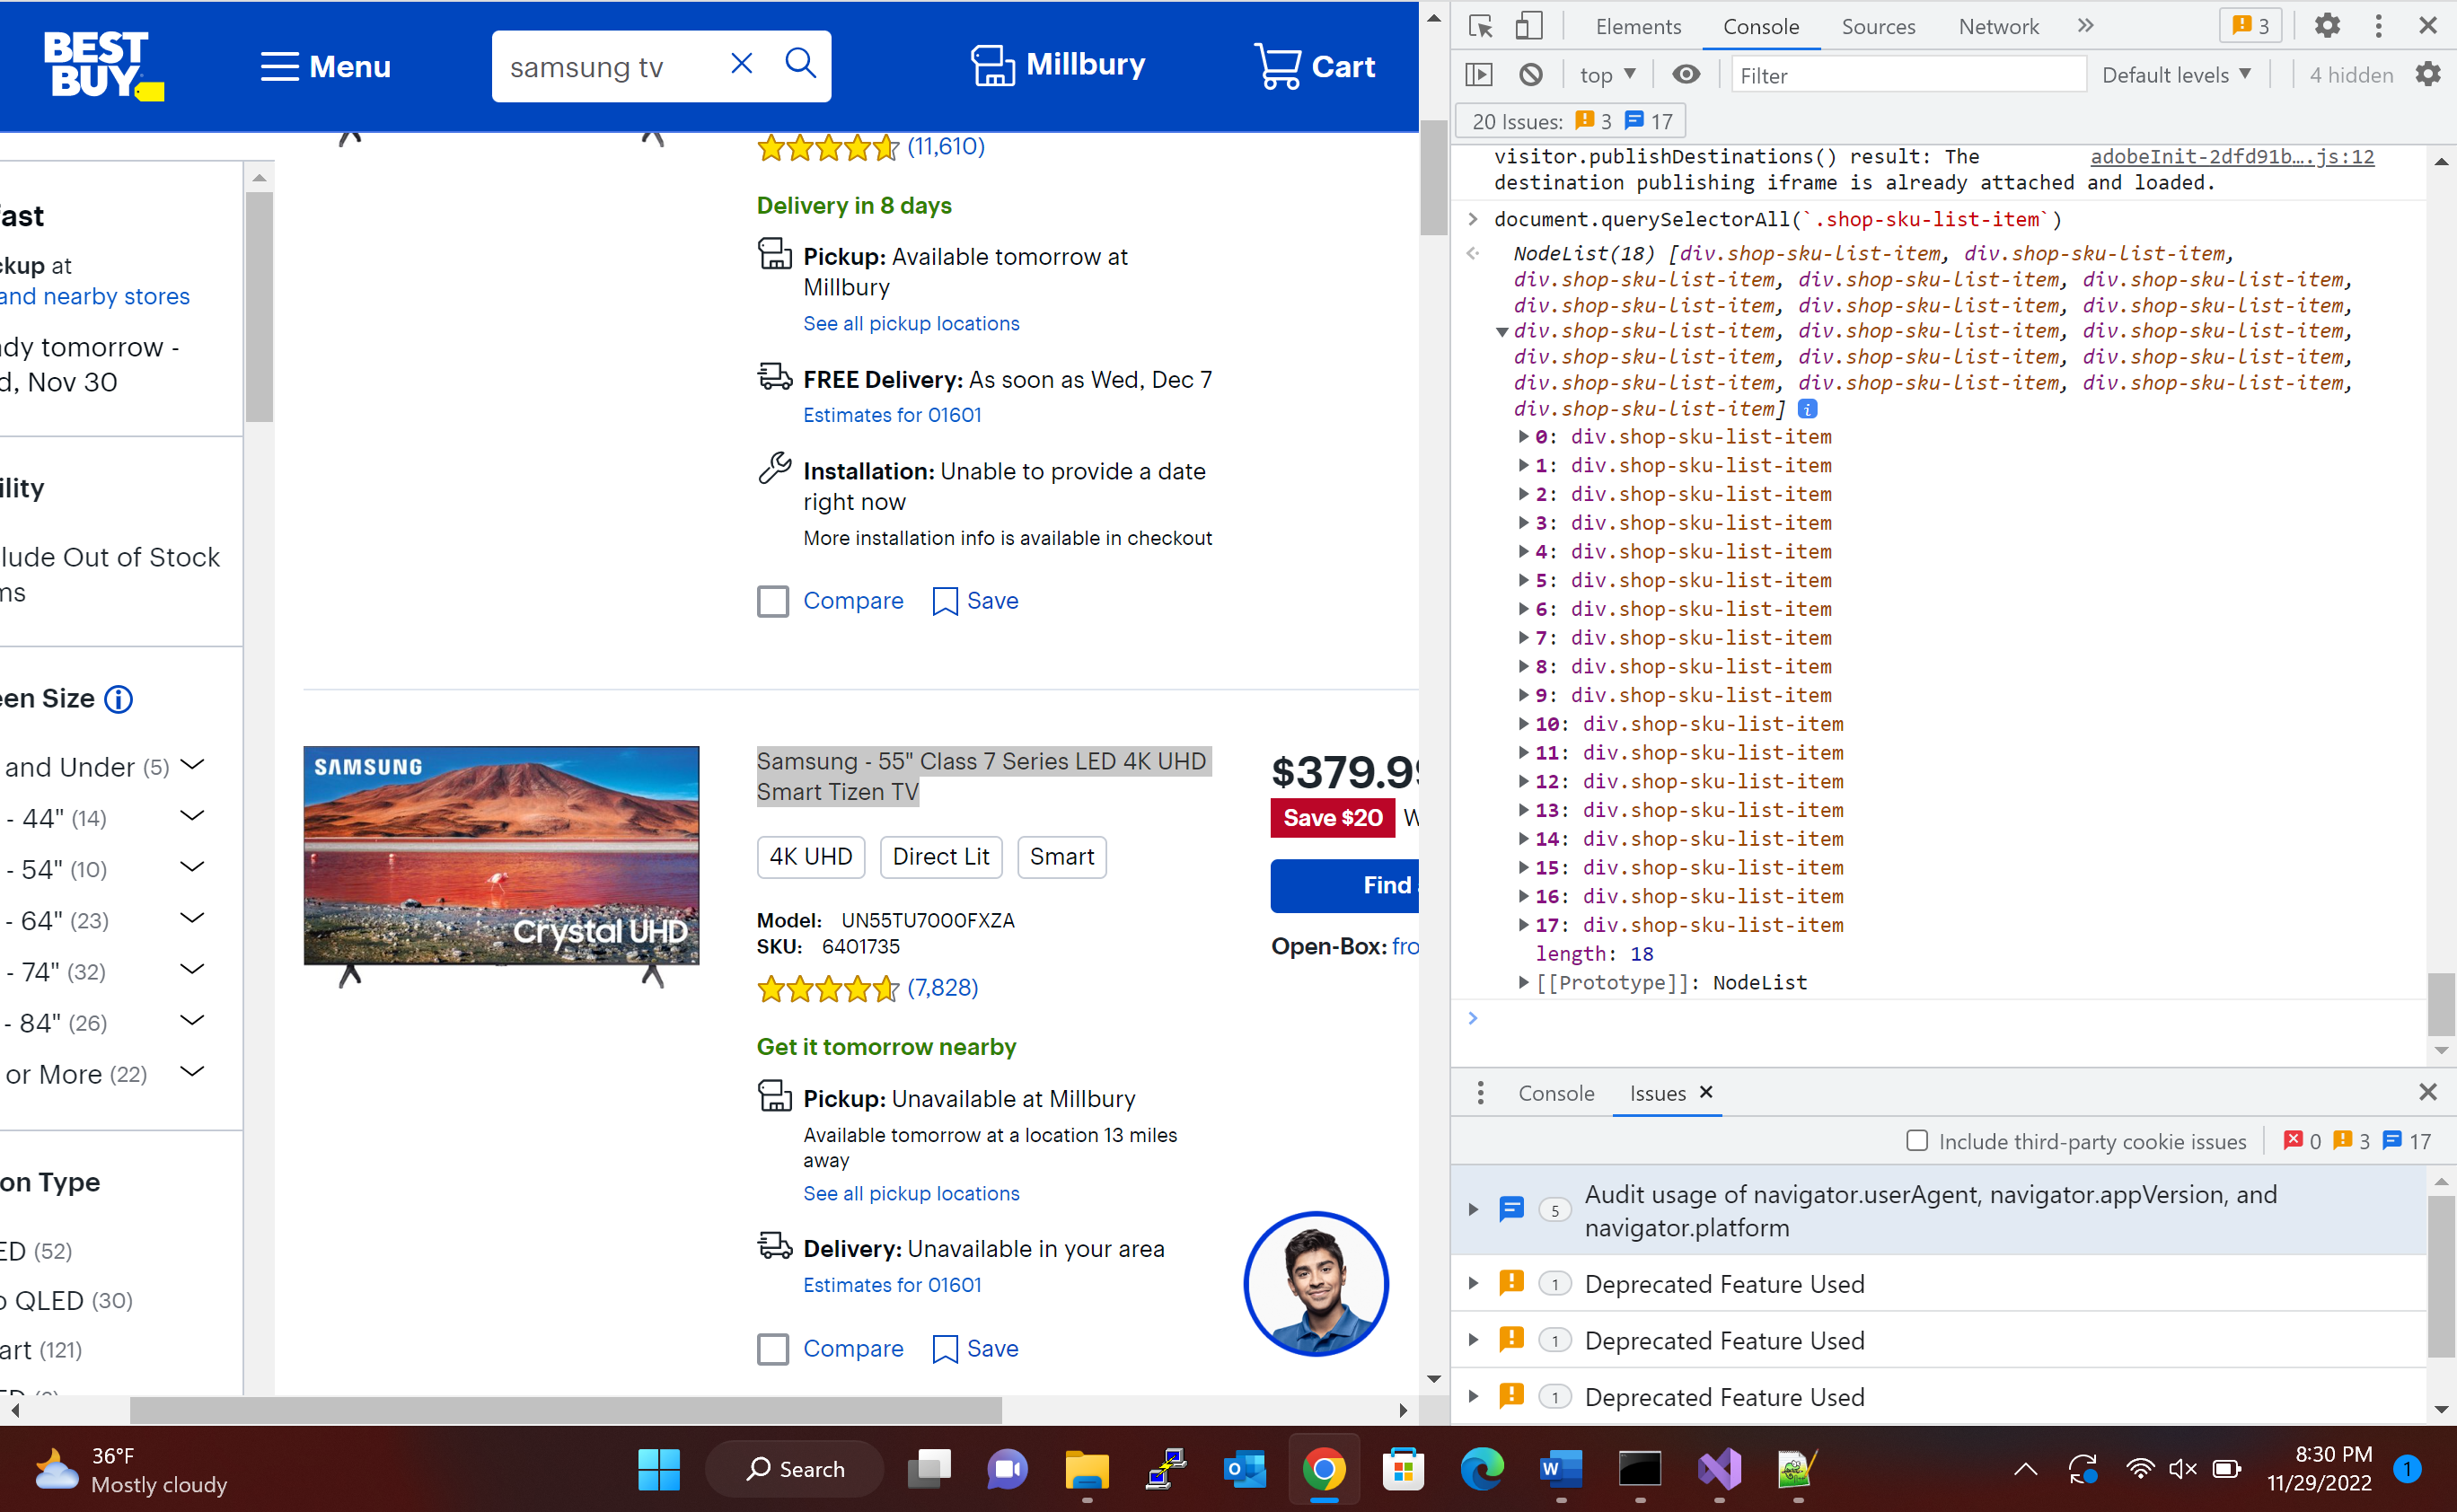 BEST
BUY
Menu
samsung tv
Millbury
Cart
ast
ckup at
and nearby stores
dy tomorrow -
d, Nov 30
ility
lude Out of Stock
ms
een Size
and Under (5)
- 44" (14)
- 54" (10)
- 64" (23)
- 74" (32)
- 84" (26)
or More (22)
on Type
ED (52)
o QLED (30)
art (121)
(11,610)
Delivery in 8 days
Pickup: Available tomorrow at
Millbury
See all pickup locations
FREE Delivery: As soon as Wed, Dec 7
Estimates for 01601
Installation: Unable to provide a date
right now
More installation info is available in checkout
Compare Save
SAMSUNG
Crystal UHD
Samsung - 55" Class 7 Series LED 4K UHD
Smart Tizen TV
4K UHD Direct Lit Smart
Model: UN55TU7000FXZA
SKU: 6401735
(7,828)
Get it tomorrow nearby
Pickup: Unavailable at Millbury
Available tomorrow at a location 13 miles
away
See all pickup locations
Delivery: Unavailable in your area
Estimates for 01601
Compare Save
$379.99
Save $20 W
Find
Open-Box: fro
Elements Console Sources Network 3
top Filter Default levels 4 hidden
20 Issues: 3 17
visitor.publishDestinations() result: The adobeInit-2dfd91b….js:12
destination publishing iframe is already attached and loaded.
document.querySelectorAll(`.shop-sku-list-item`)
NodeList(18) [div.shop-sku-list-item, div.shop-sku-list-item,
div.shop-sku-list-item, div.shop-sku-list-item, div.shop-sku-list-item,
div.shop-sku-list-item, div.shop-sku-list-item, div.shop-sku-list-item,
div.shop-sku-list-item, div.shop-sku-list-item, div.shop-sku-list-item,
div.shop-sku-list-item, div.shop-sku-list-item, div.shop-sku-list-item,
div.shop-sku-list-item, div.shop-sku-list-item, div.shop-sku-list-item,
div.shop-sku-list-item]
0: div.shop-sku-list-item
1: div.shop-sku-list-item
2: div.shop-sku-list-item
3: div.shop-sku-list-item
4: div.shop-sku-list-item
5: div.shop-sku-list-item
6: div.shop-sku-list-item
7: div.shop-sku-list-item
8: div.shop-sku-list-item
9: div.shop-sku-list-item
10: div.shop-sku-list-item
11: div.shop-sku-list-item
12: div.shop-sku-list-item
13: div.shop-sku-list-item
14: div.shop-sku-list-item
15: div.shop-sku-list-item
16: div.shop-sku-list-item
17: div.shop-sku-list-item
length: 18
[[Prototype]]: NodeList
Console Issues
Include third-party cookie issues 0 3 17
5 Audit usage of navigator.userAgent, navigator.appVersion, and
navigator.platform
1 Deprecated Feature Used
1 Deprecated Feature Used
1 Deprecated Feature Used
36°F
Mostly cloudy
Search
8:30 PM
11/29/2022
1